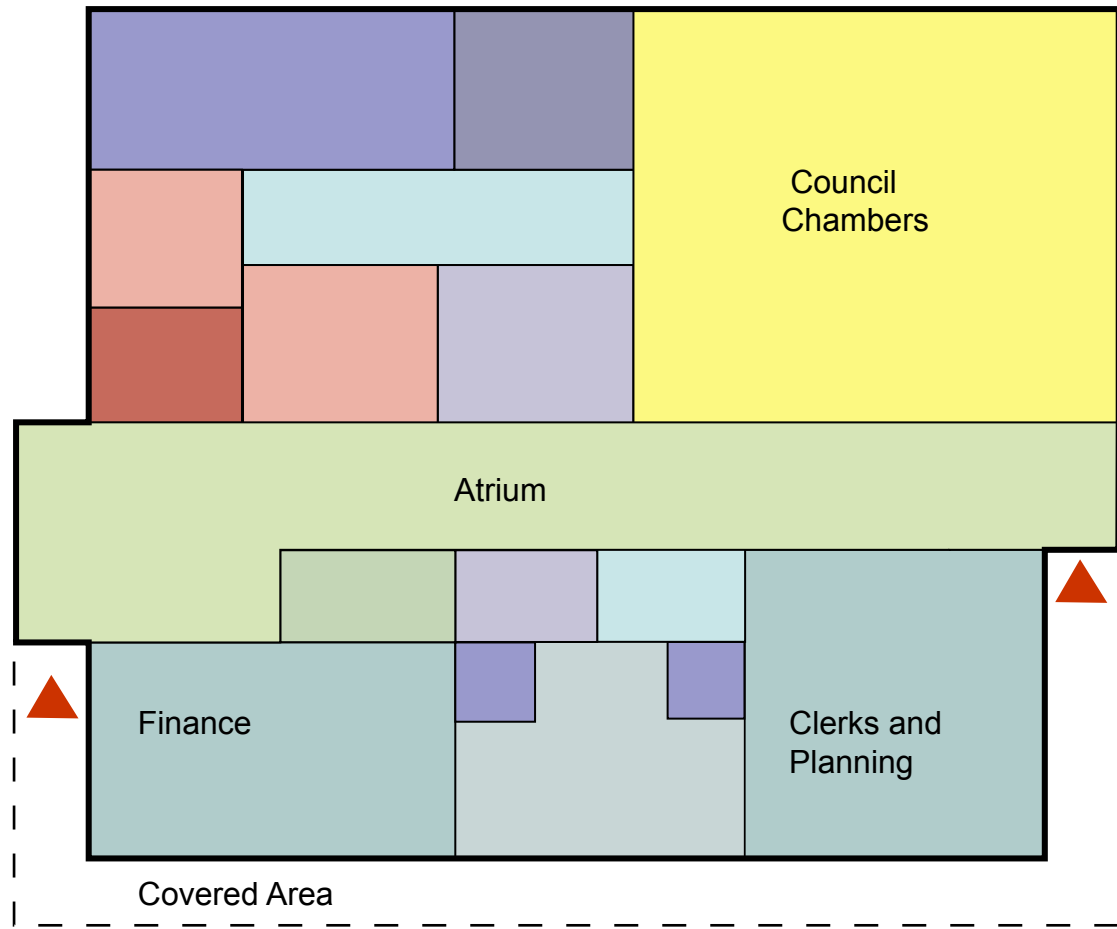 Council
Chambers
Atrium
Finance
Clerks and
Planning
Covered Area